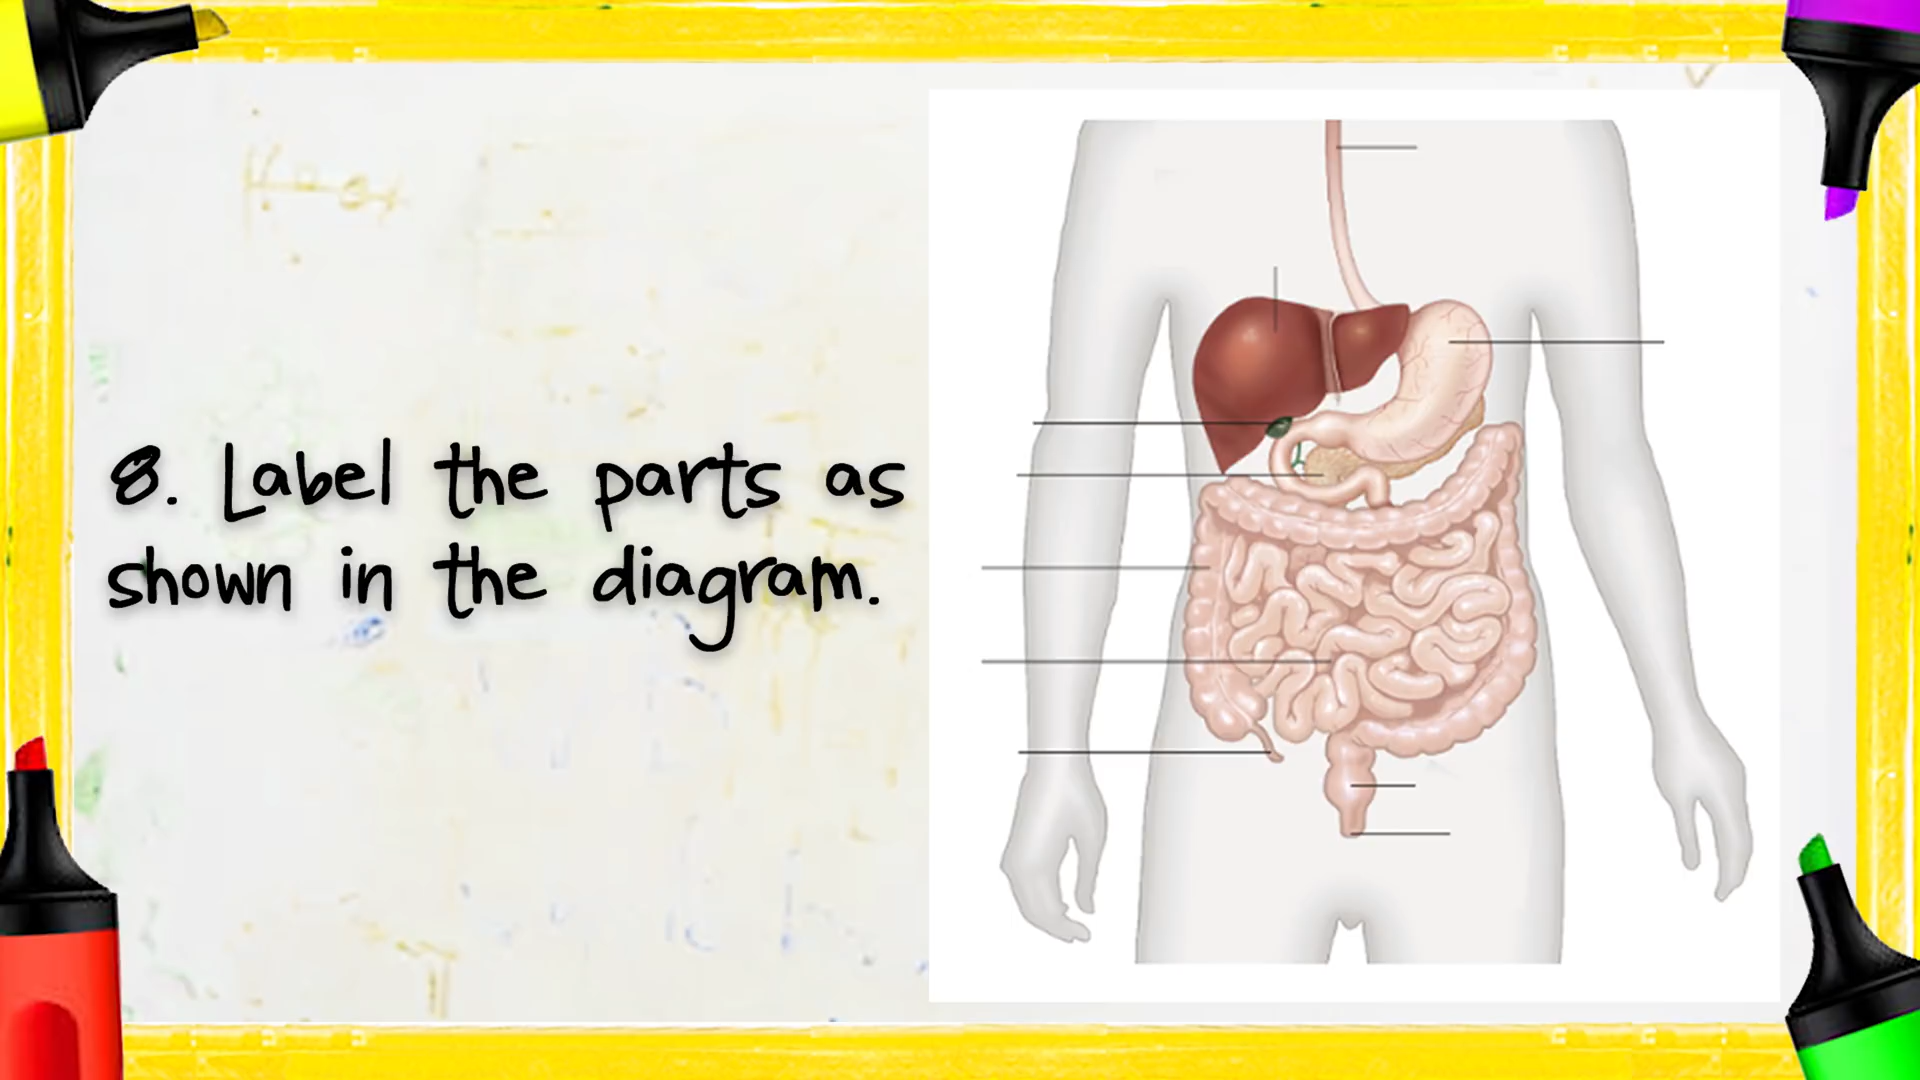 8. Label the parts as
shown in the diagram.